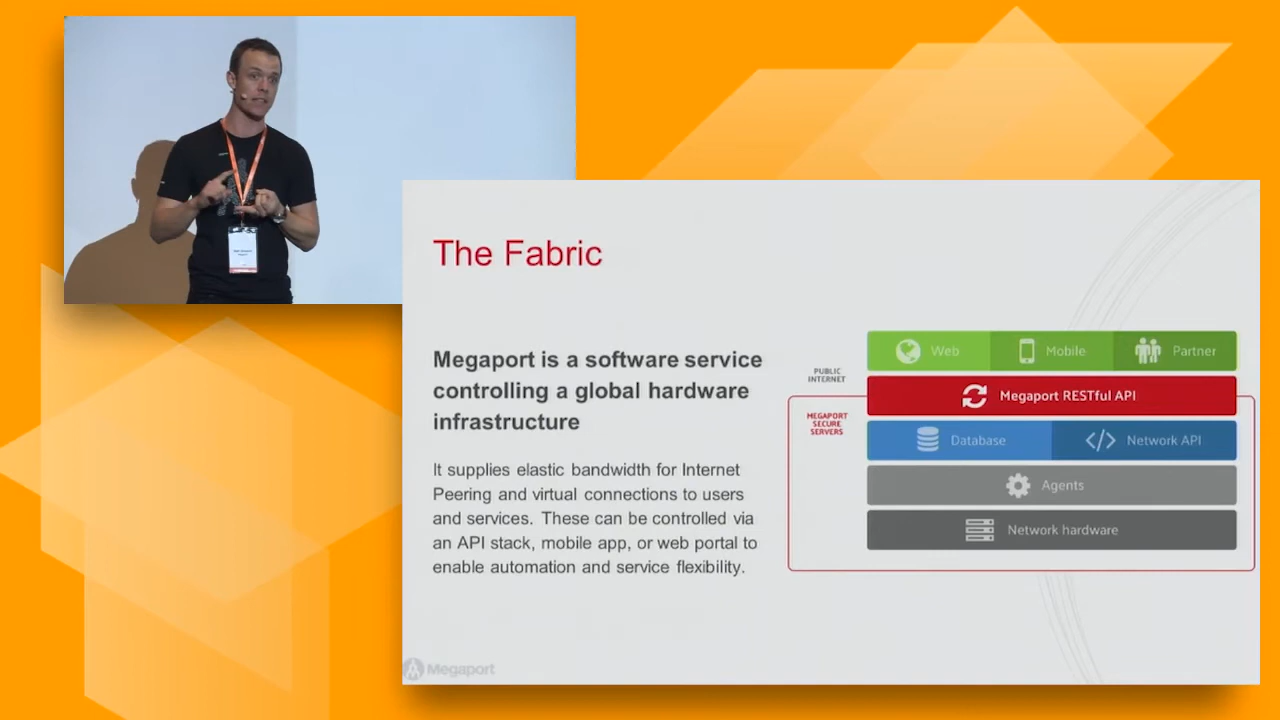 The Fabric
Megaport is a software service
controlling a global hardware
infrastructure
It supplies elastic bandwidth for Internet
Peering and virtual connections to users
and services. These can be controlled via
an API stack, mobile app, or web portal to
enable automation and service flexibility.
Web
Mobile
Partner
PUBLIC
INTERNET
Megaport RESTful API
MEGAPORT
SECURE
SERVERS
Database
</> Network API
Agents
Network hardware
Megaport